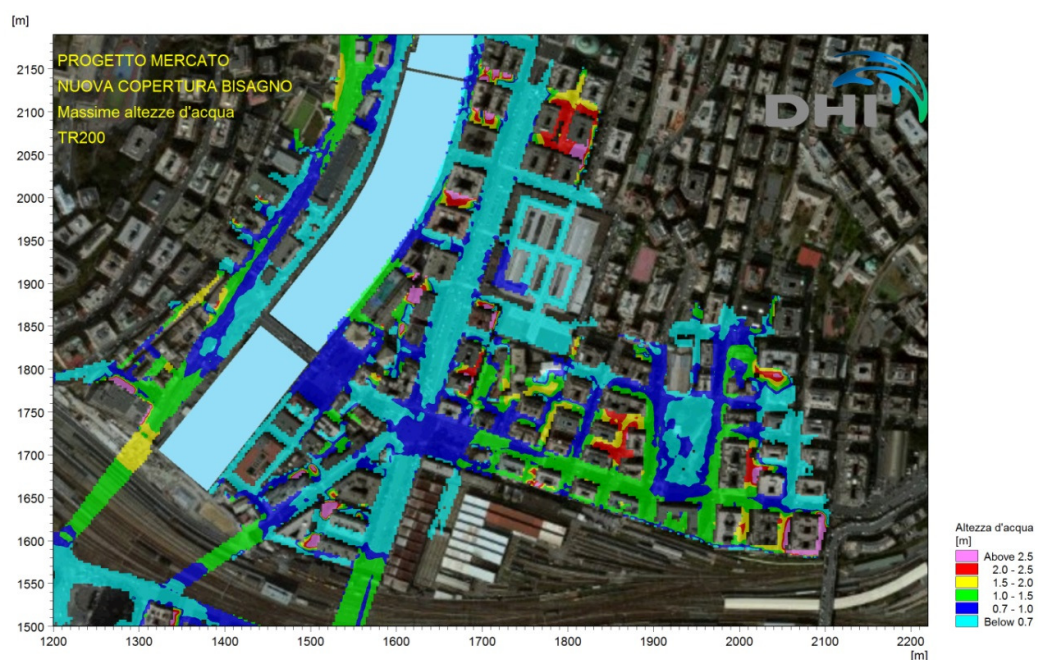 [m]
PROGETTO MERCATO
NUOVA COPERTURA BISAGNO
Massime altezze d'acqua
TR200
DHI
2150
2100
2050
2000
1950
1900
1850
1800
1750
1700
1650
1600
1550
1500
1200 1300 1400 1500 1600 1700 1800 1900 2000 2100 2200
[m]
Altezza d'acqua
[m]
Above 2.5
2.0 - 2.5
1.5 - 2.0
1.0 - 1.5
0.7 - 1.0
Below 0.7